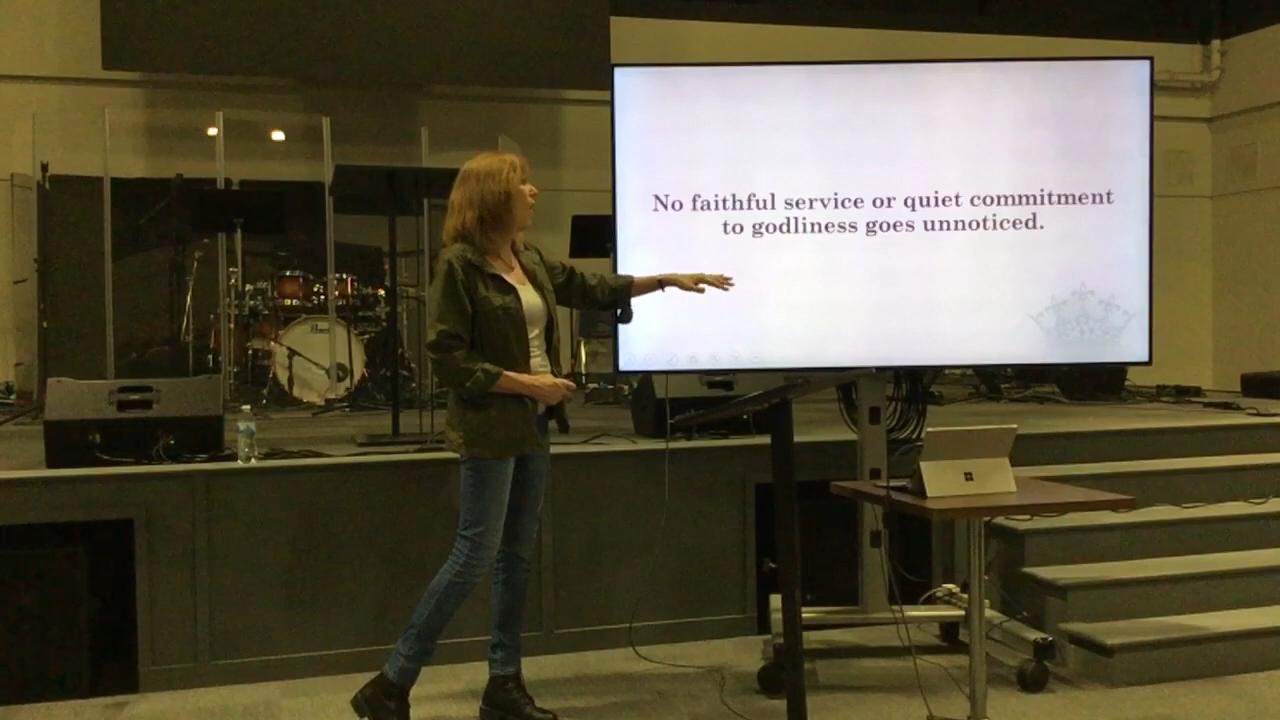 No faithful service or quiet commitment
to godliness goes unnoticed.